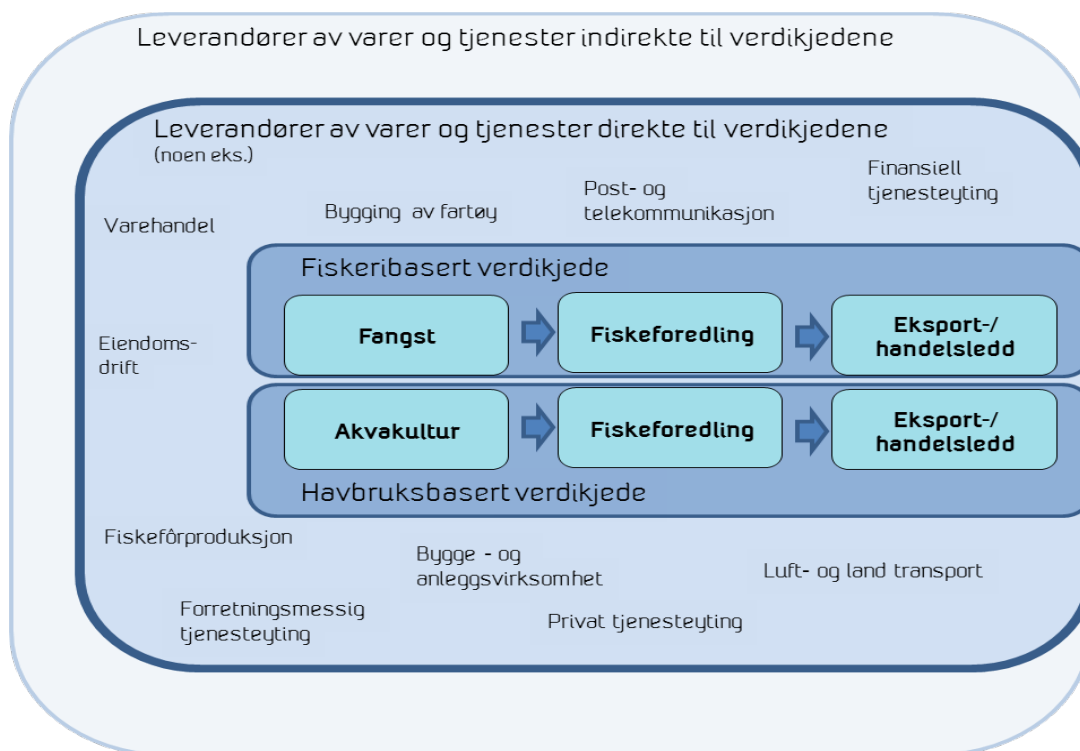 Leverandører av varer og tjenester indirekte til verdikjedene
Leverandører av varer og tjenester direkte til verdikjedene
(noen eks.)
Finansiell
tjenesteyting
Post- og
telekommunikasjon
Bygging av fartøy
Varehandel
Fiskeribasert verdikjede
Fangst
Fiskeforedling
Eksport-/
handelsledd
Eiendoms-
drift
Akvakultur
Fiskeforedling
Eksport-/
handelsledd
Havbruksbasert verdikjede
Fiskefôrproduksjon
Bygge - og
anleggsvirksomhet
Luft- og land transport
Forretningsmessig
tjenesteyting
Privat tjenesteyting